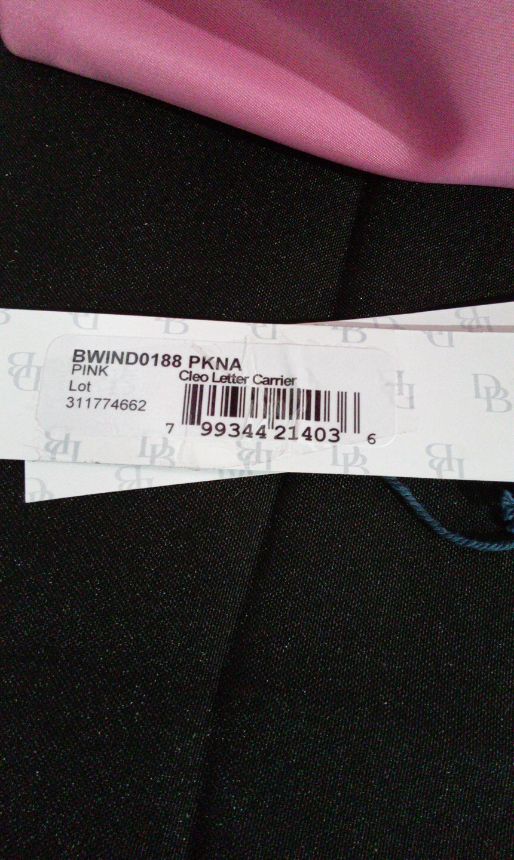 BWIND0188 PKNA
PINK
Cleo Letter Carrier
Lot
311774662
7 99344 21403 6